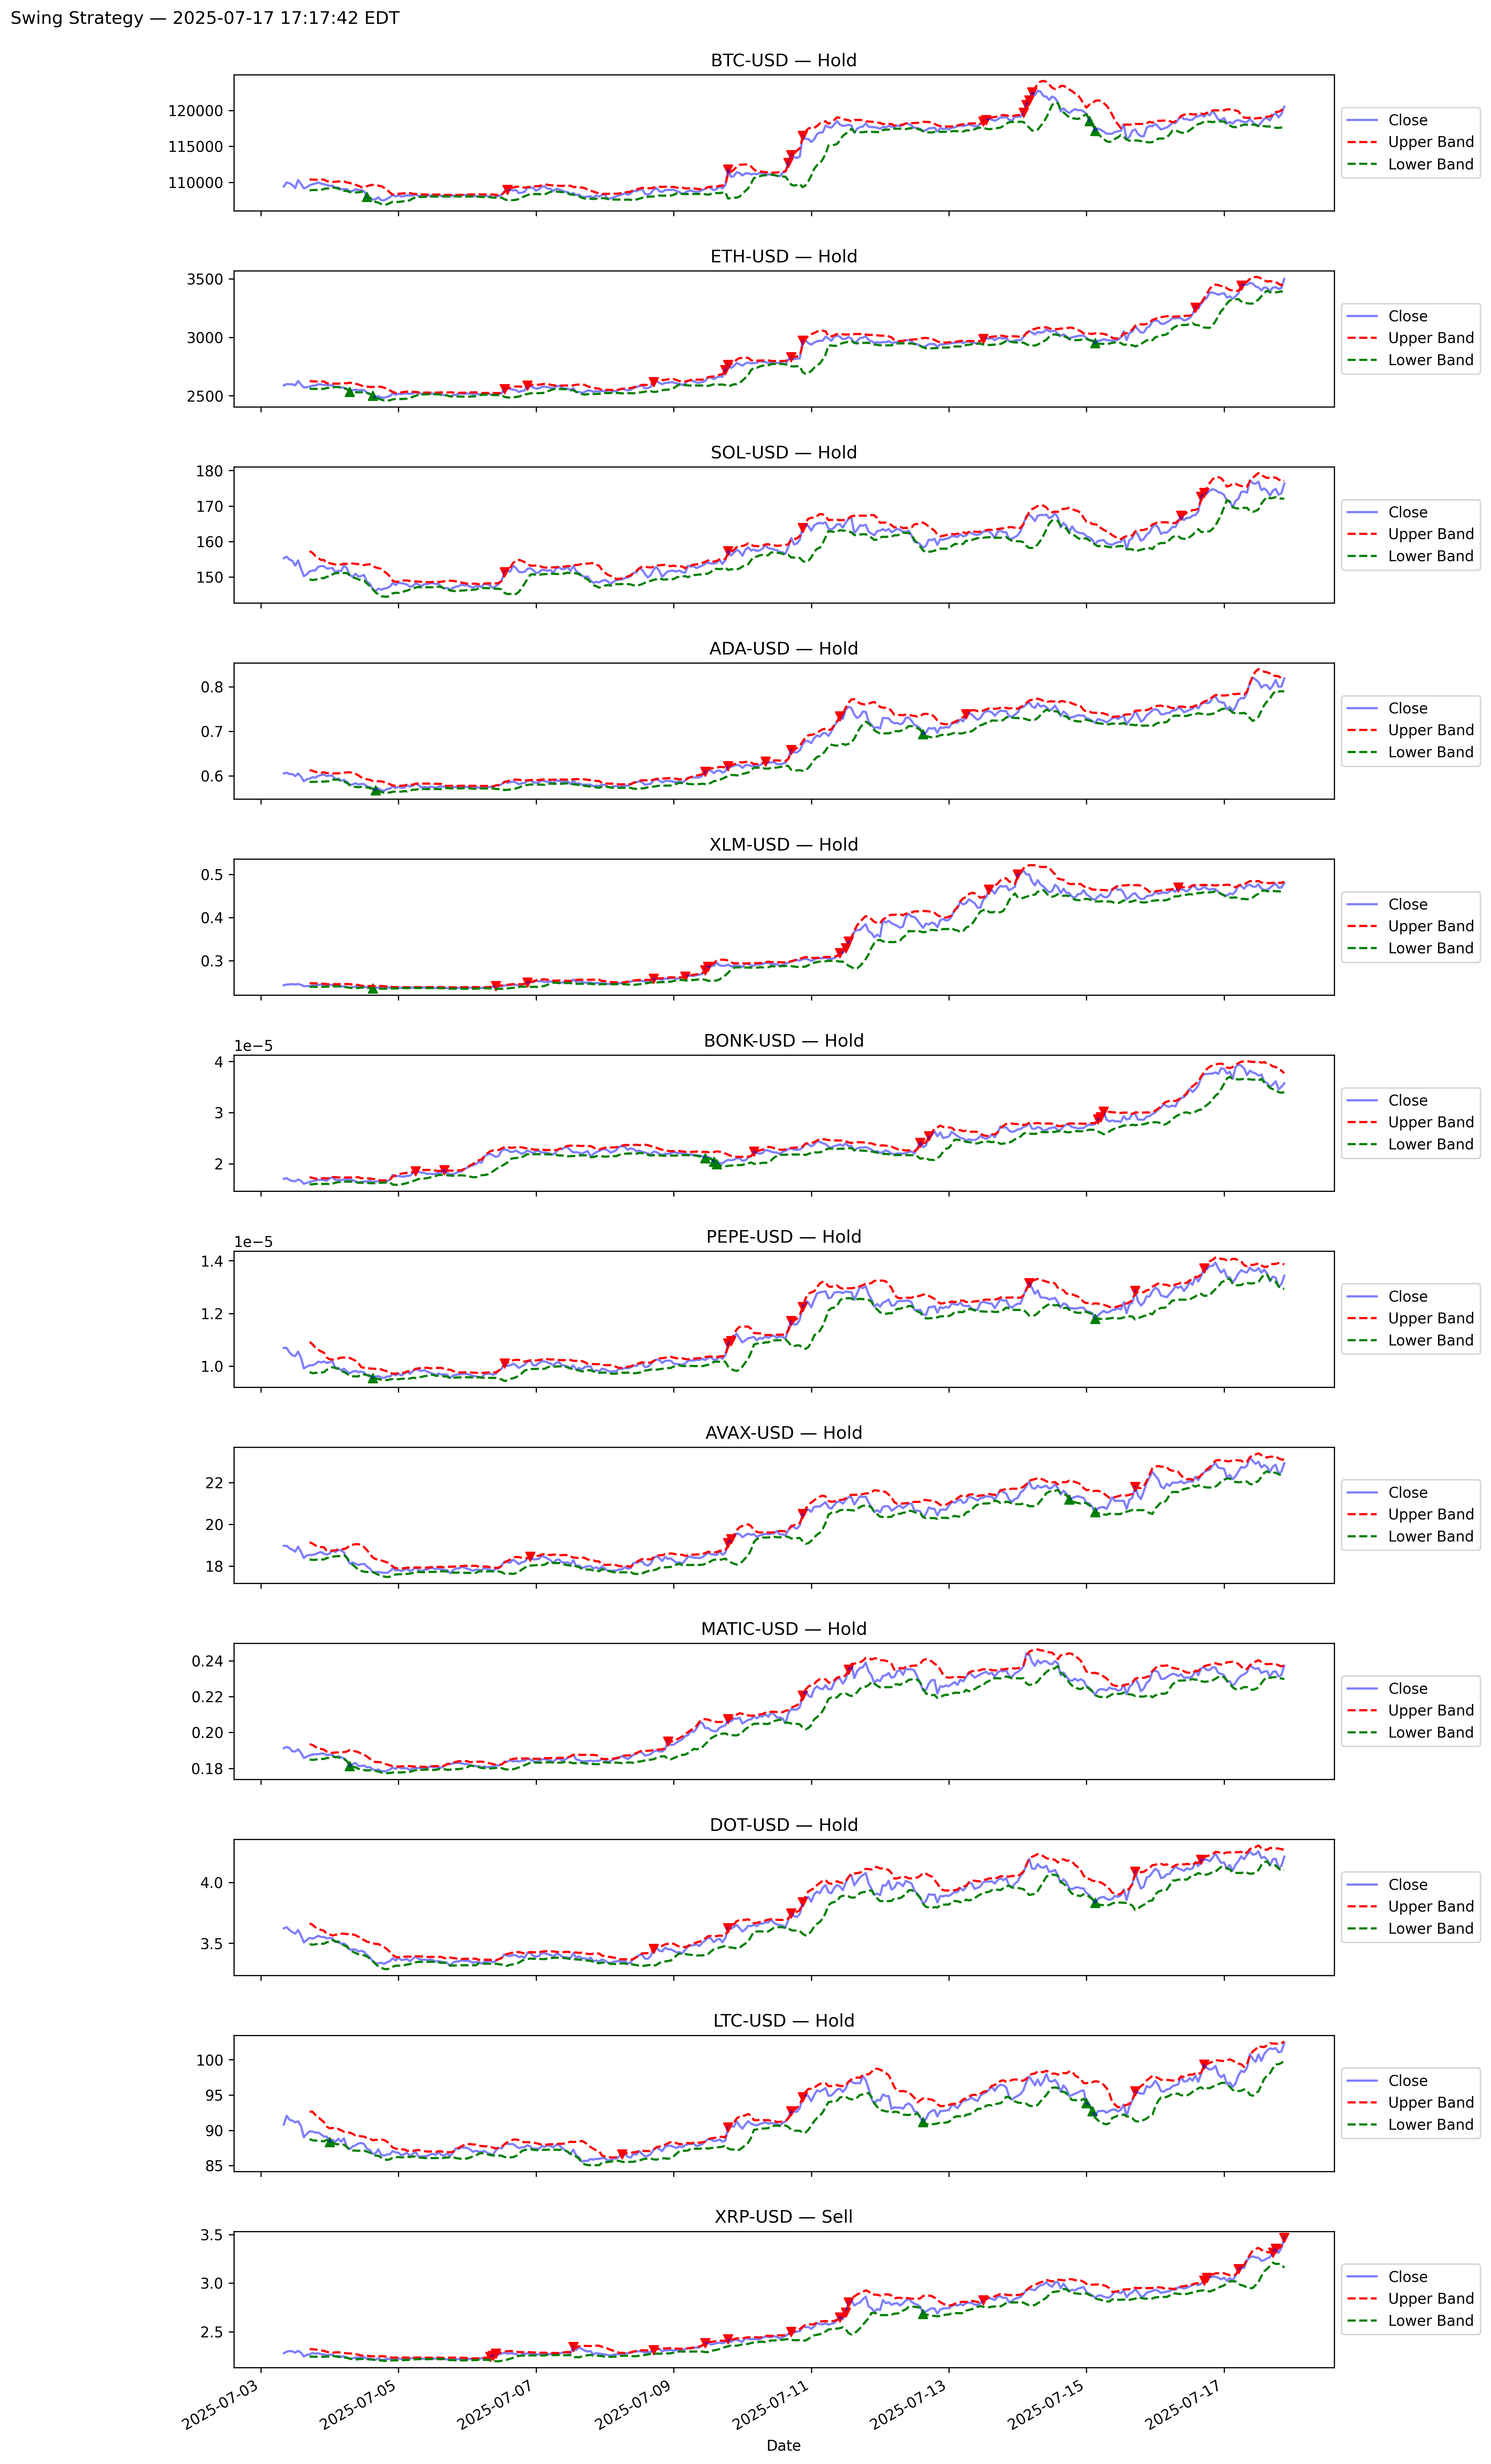 Swing Strategy — 2025-07-17 17:17:42 EDT
BTC-USD — Hold
120000
115000
110000
Close
Upper Band
Lower Band
ETH-USD — Hold
3500
3000
2500
Close
Upper Band
Lower Band
SOL-USD — Hold
180
170
160
150
Close
Upper Band
Lower Band
ADA-USD — Hold
0.8
0.7
0.6
Close
Upper Band
Lower Band
XLM-USD — Hold
0.5
0.4
0.3
Close
Upper Band
Lower Band
BONK-USD — Hold
1e−5
4
3
2
Close
Upper Band
Lower Band
PEPE-USD — Hold
1e−5
1.4
1.2
1.0
Close
Upper Band
Lower Band
AVAX-USD — Hold
22
20
18
Close
Upper Band
Lower Band
MATIC-USD — Hold
0.24
0.22
0.20
0.18
Close
Upper Band
Lower Band
DOT-USD — Hold
4.0
3.5
Close
Upper Band
Lower Band
LTC-USD — Hold
100
95
90
85
Close
Upper Band
Lower Band
XRP-USD — Sell
3.5
3.0
2.5
Close
Upper Band
Lower Band
2025-07-03
2025-07-05
2025-07-07
2025-07-09
2025-07-11
2025-07-13
2025-07-15
2025-07-17
Date